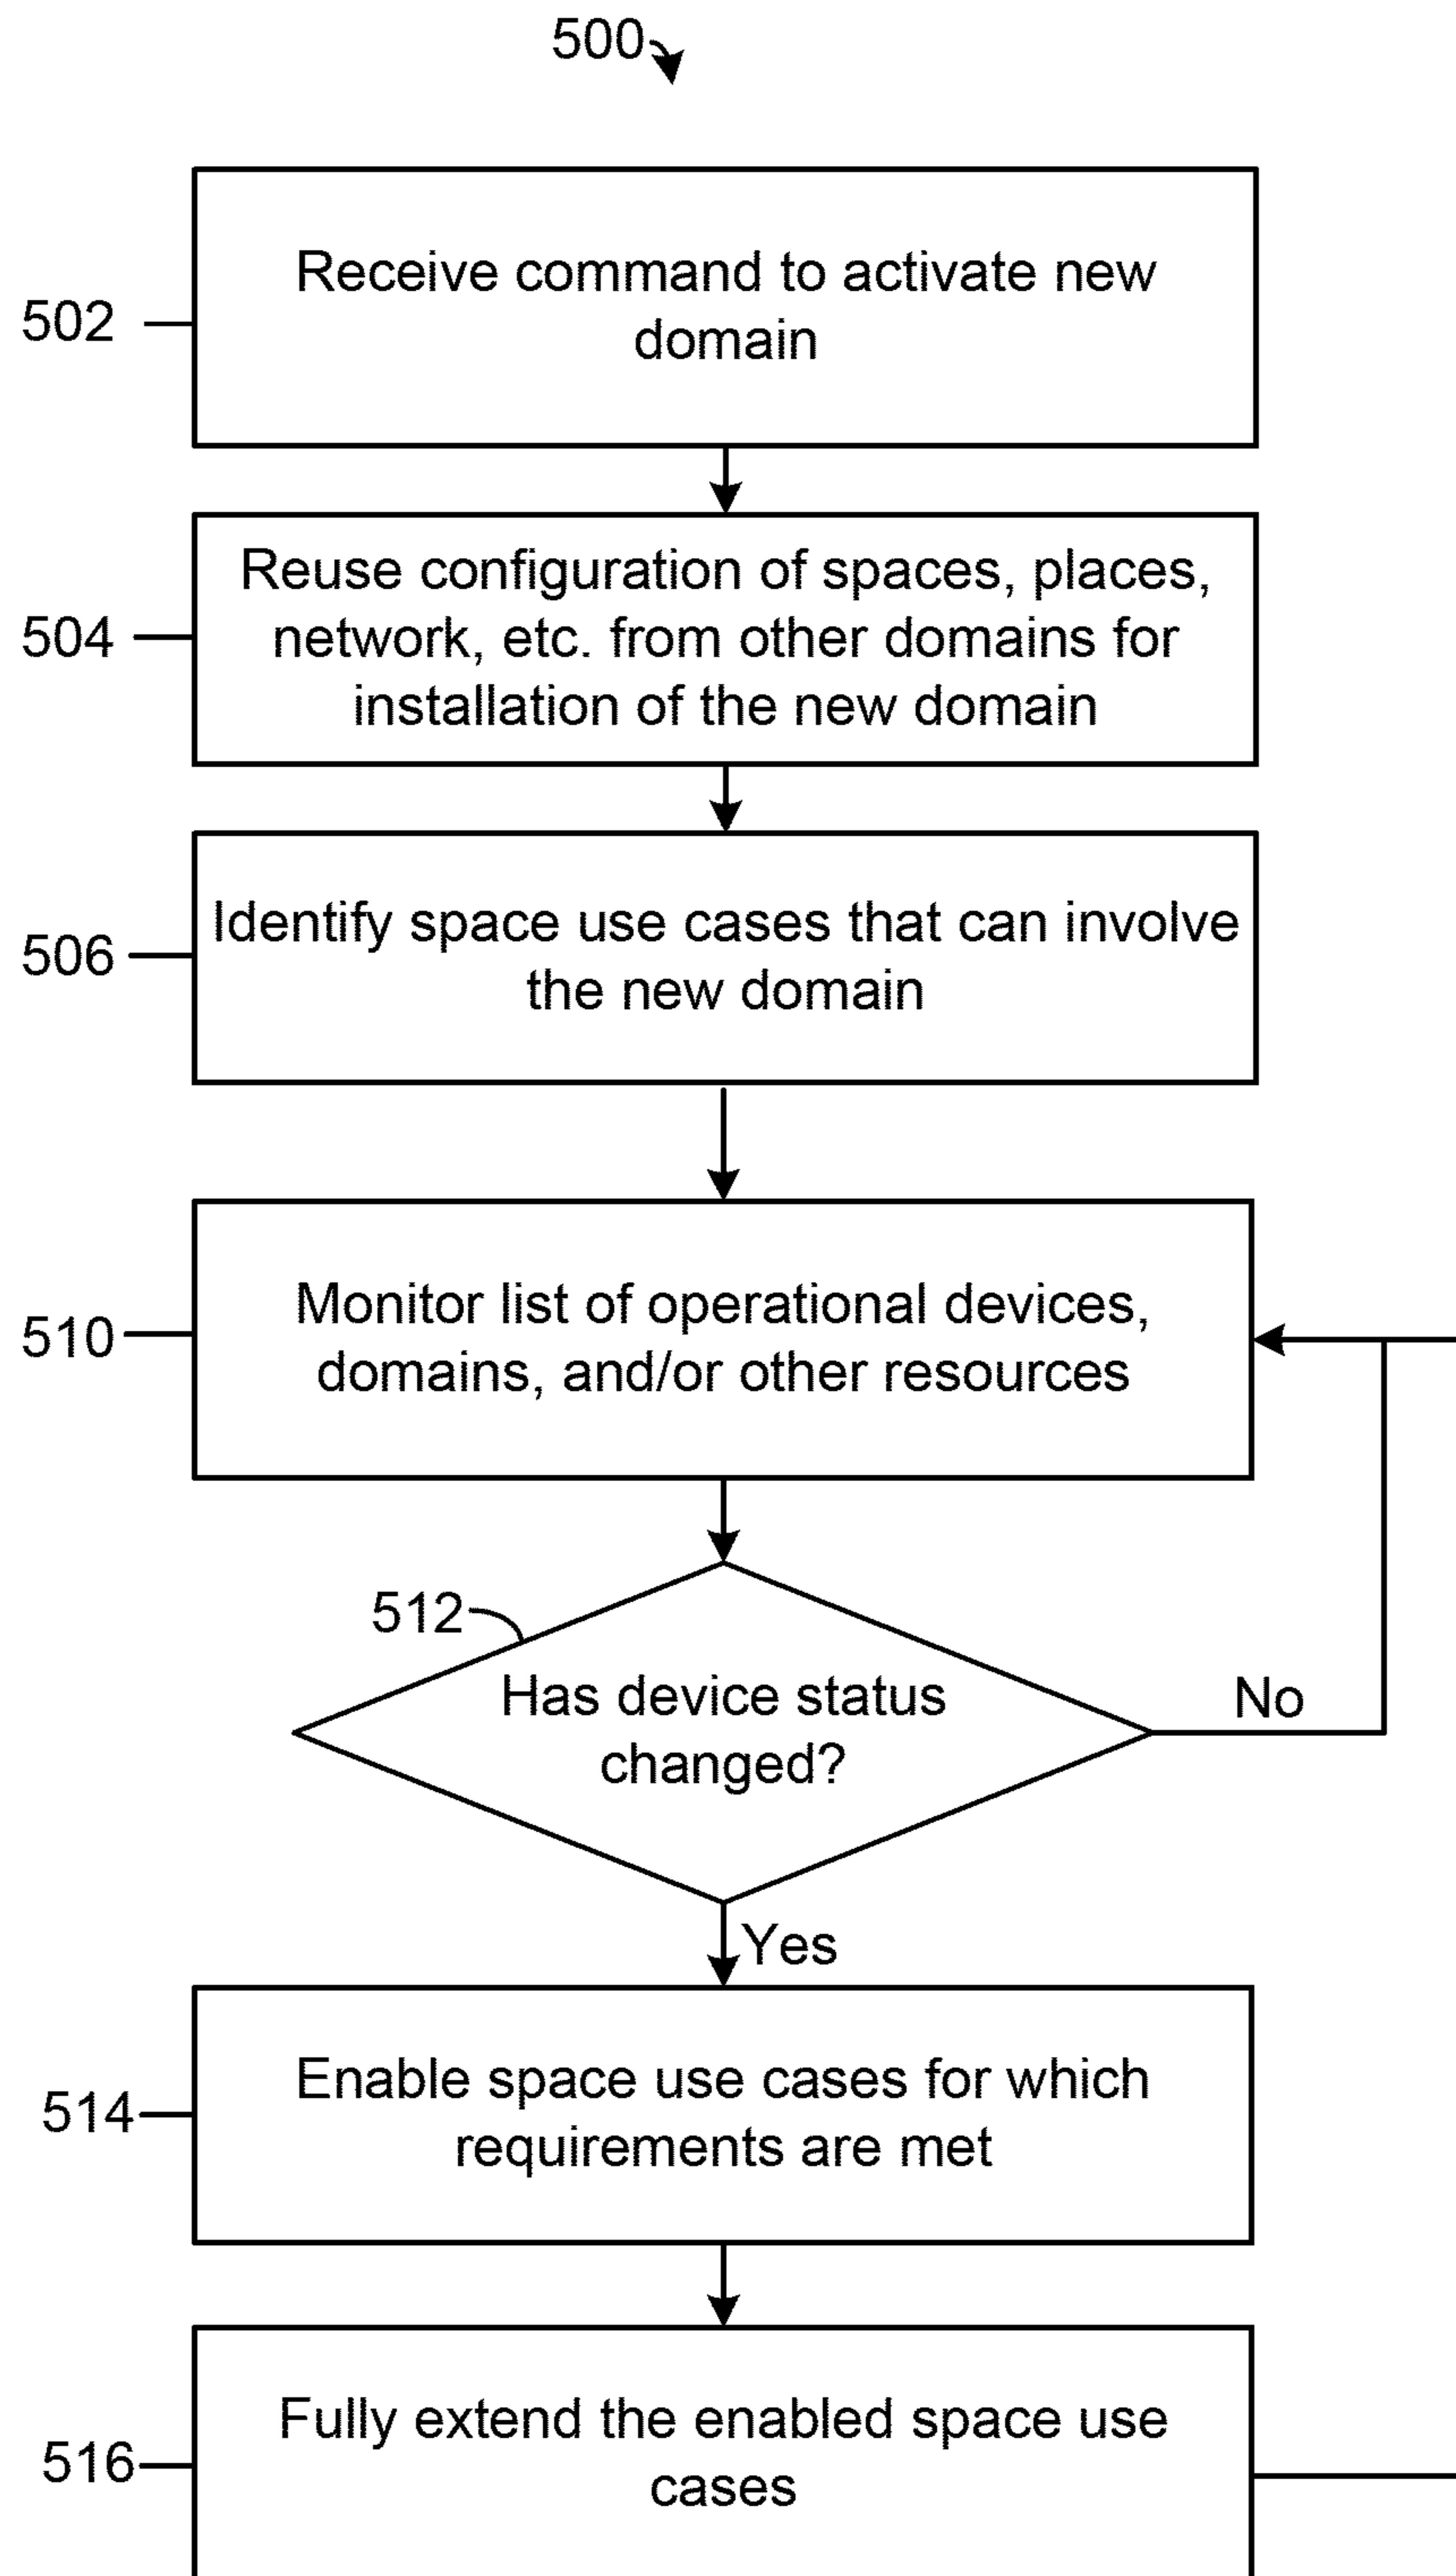 500
Receive command to activate new
domain
502
Reuse configuration of spaces, places,
network, etc. from other domains for
installation of the new domain
504
Identify space use cases that can involve
the new domain
506
Monitor list of operational devices,
domains, and/or other resources
510
512
Has device status
changed?
No
Yes
Enable space use cases for which
requirements are met
514
Fully extend the enabled space use
cases
516